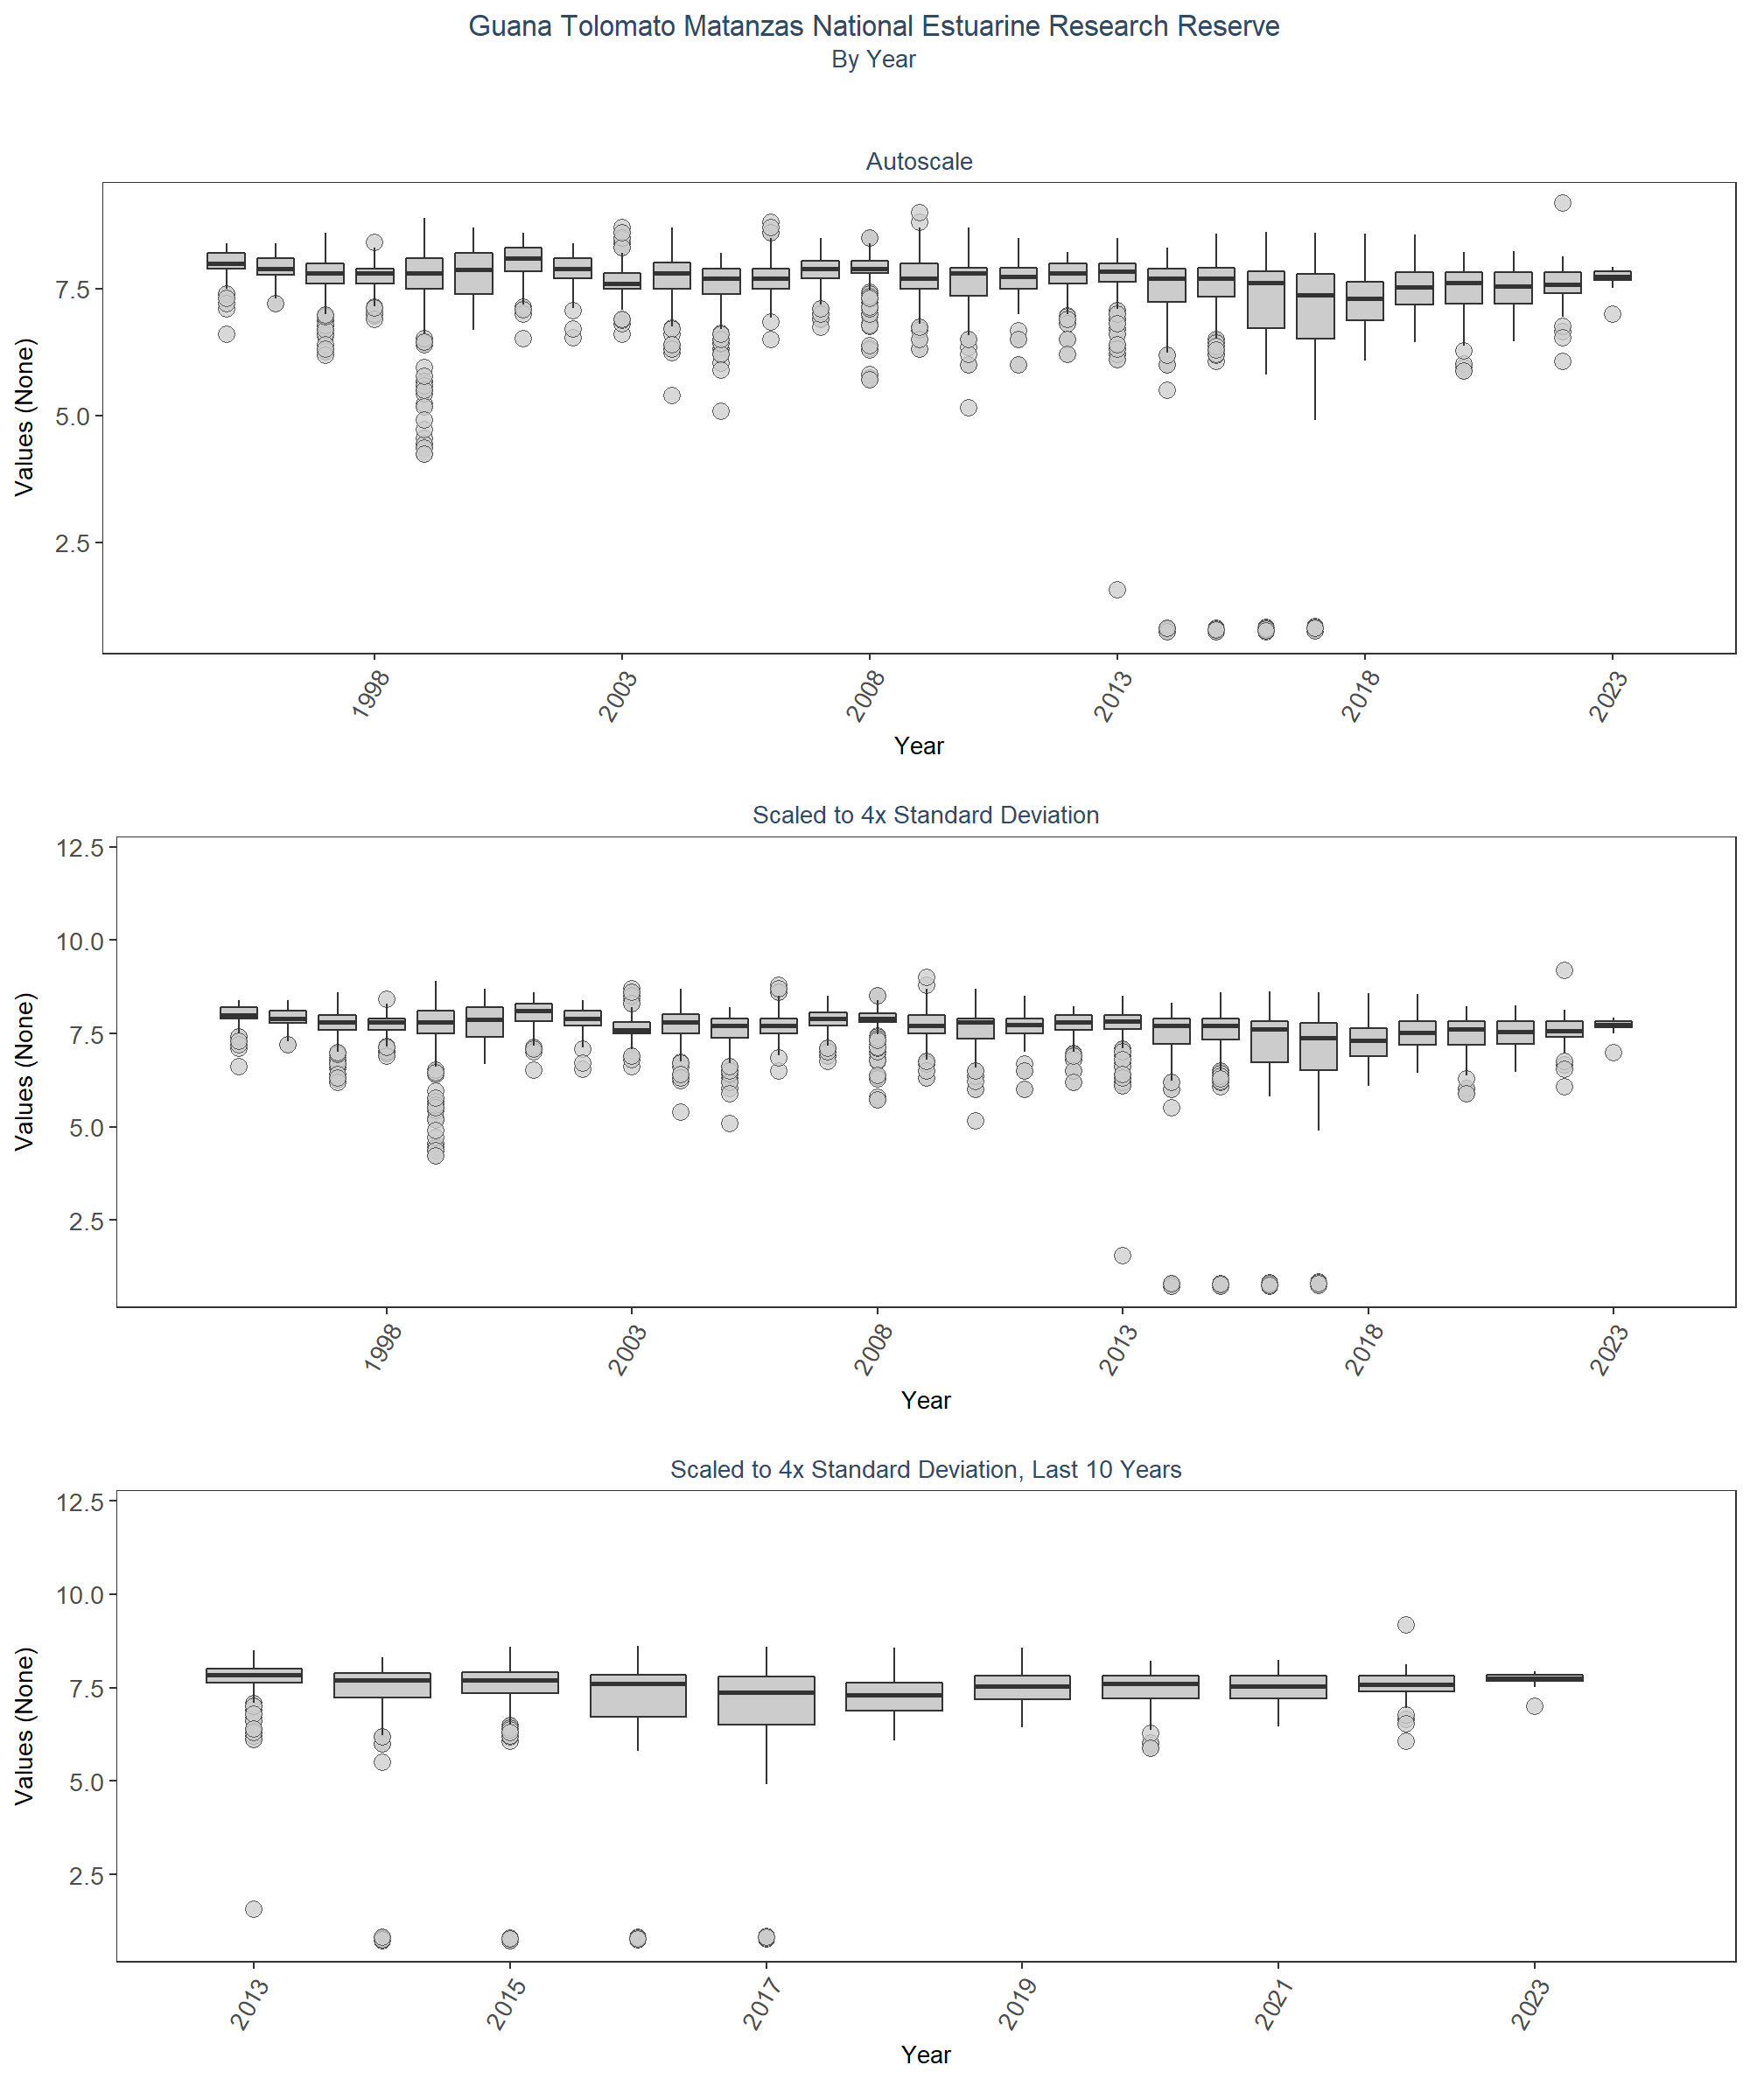 Guana Tolomato Matanzas National Estuarine Research Reserve
By Year
Autoscale
Values (None)
7.5
5.0
2.5
1998
2003
2008
2013
2018
2023
Year
Scaled to 4x Standard Deviation
Values (None)
12.5
10.0
7.5
5.0
2.5
1998
2003
2008
2013
2018
2023
Year
Scaled to 4x Standard Deviation, Last 10 Years
Values (None)
12.5
10.0
7.5
5.0
2.5
2013
2015
2017
2019
2021
2023
Year